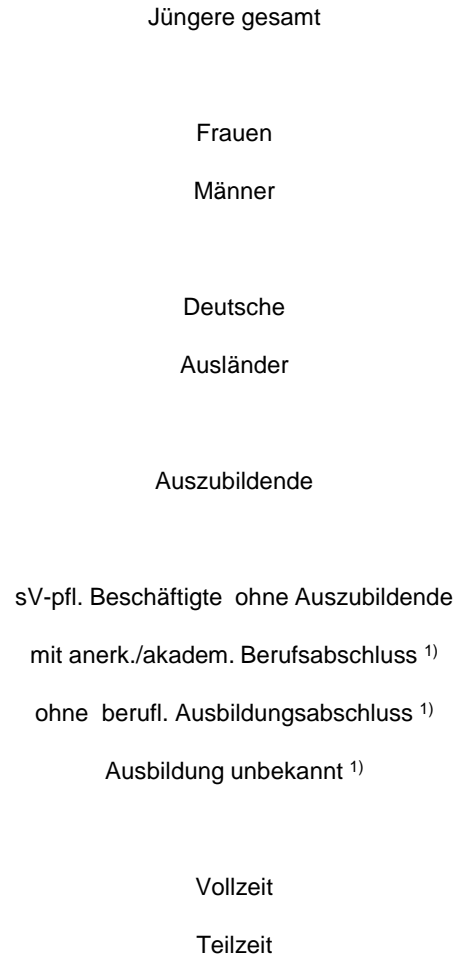 Jüngere gesamt
Frauen
Männer
Deutsche
Ausländer
Auszubildende
sV-pfl. Beschäftigte ohne Auszubildende
mit anerk./akadem. Berufsabschluss 1)
ohne berufl. Ausbildungsabschluss 1)
Ausbildung unbekannt 1)
Vollzeit
Teilzeit